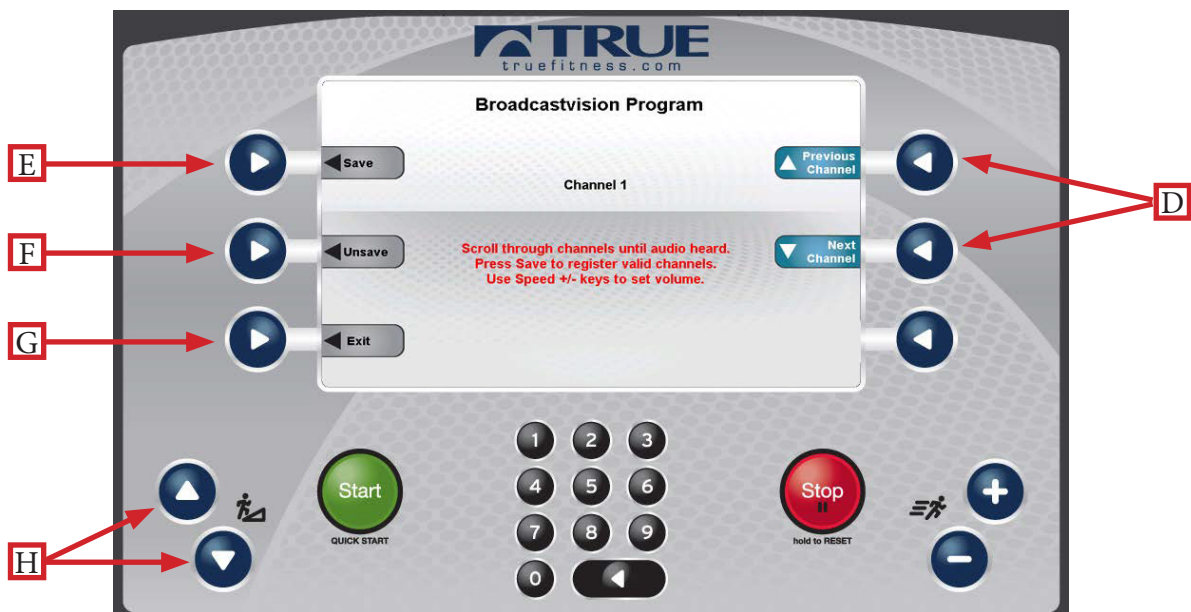 TRUE
truefitness.com
Broadcastvision Program
E
Save
Previous
Channel
D
Channel 1
F
Unsave
Scroll through channels until audio heard.
Press Save to register valid channels.
Use Speed +/- keys to set volume.
Next
Channel
G
Exit
1 2 3
4 5 6
7 8 9
0
Start
QUICK START
Stop
hold to RESET
+
-
H